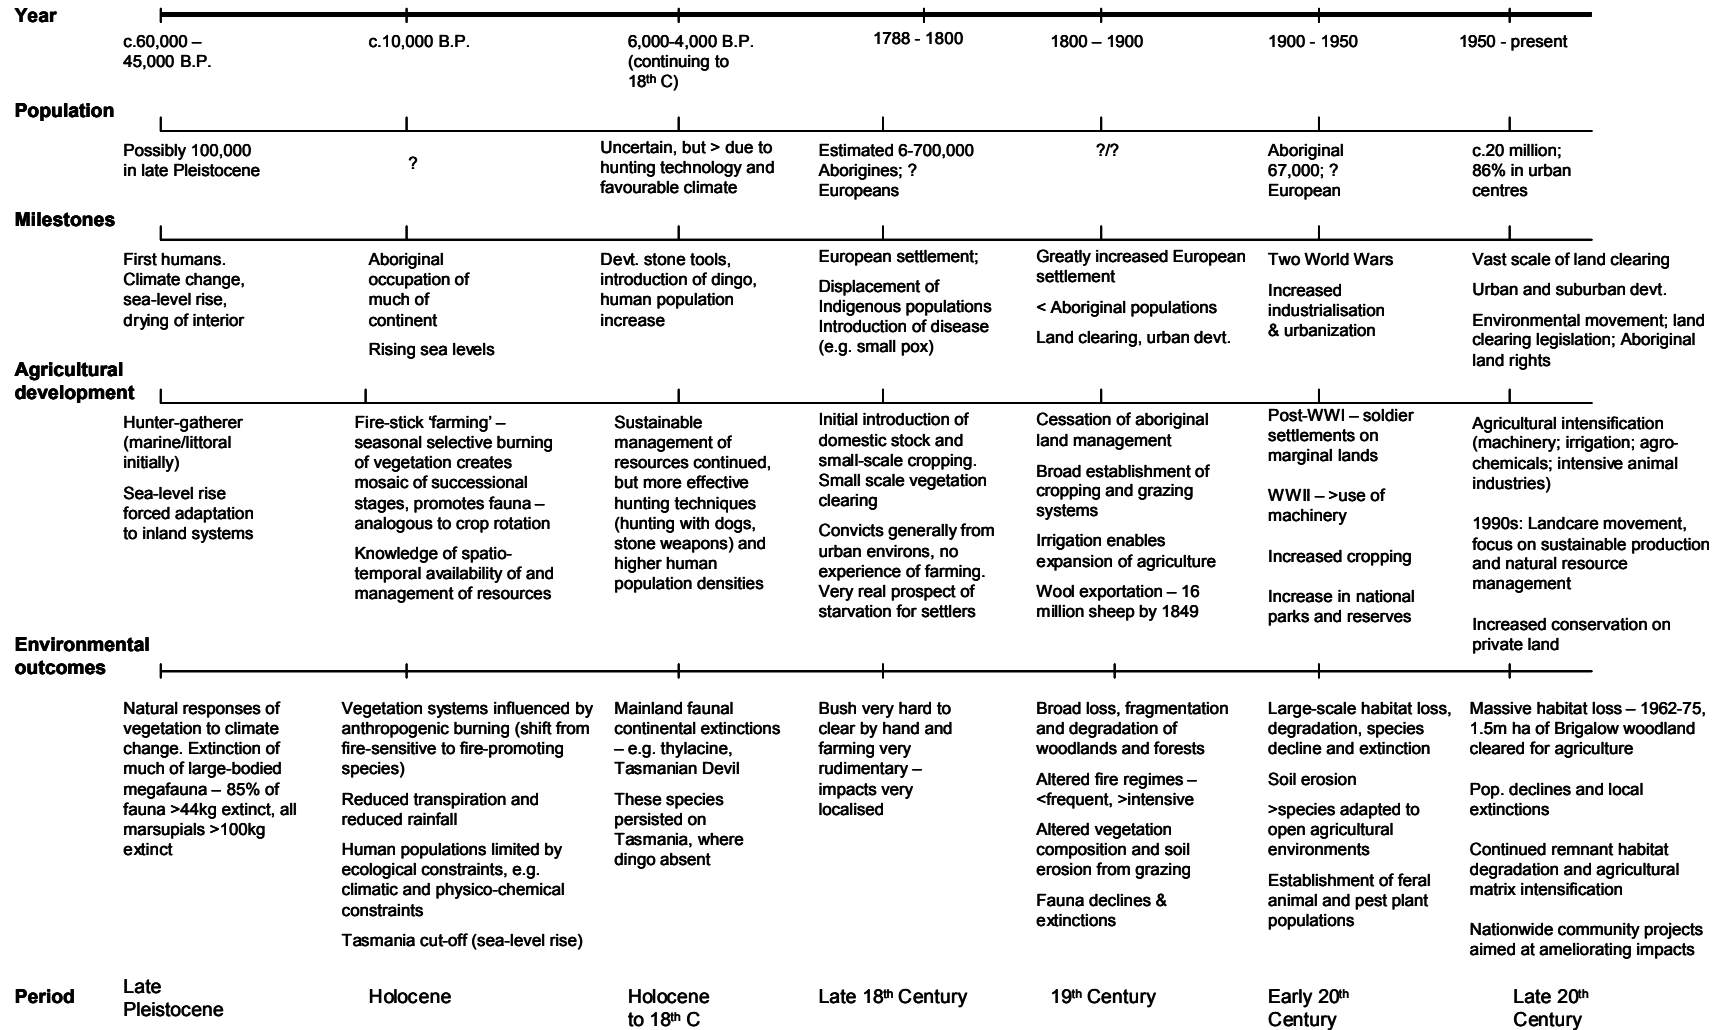 Year
c.60,000 –
45,000 B.P.
c.10,000 B.P.
6,000-4,000 B.P.
(continuing to
18th C)
1788 - 1800
1800 – 1900
1900 - 1950
1950 - present
Population
Possibly 100,000
in late Pleistocene
?
Uncertain, but > due to
hunting technology and
favourable climate
Estimated 6-700,000
Aborigines; ?
Europeans
?/?
Aboriginal
67,000; ?
European
c.20 million;
86% in urban
centres
Milestones
First humans.
Climate change,
sea-level rise,
drying of interior
Aboriginal
occupation of
much of
continent
Rising sea levels
Devt. stone tools,
introduction of dingo,
human population
increase
European settlement;
Displacement of
Indigenous populations
Introduction of disease
(e.g. small pox)
Greatly increased European
settlement
< Aboriginal populations
Land clearing, urban devt.
Two World Wars
Increased
industrialisation
& urbanization
Vast scale of land clearing
Urban and suburban devt.
Environmental movement; land
clearing legislation; Aboriginal
land rights
Agricultural
development
Hunter-gatherer
(marine/littoral
initially)
Sea-level rise
forced adaptation
to inland systems
Fire-stick ‘farming’ –
seasonal selective burning
of vegetation creates
mosaic of successional
stages, promotes fauna –
analogous to crop rotation
Knowledge of spatio-
temporal availability of and
management of resources
Sustainable
management of
resources continued,
but more effective
hunting techniques
(hunting with dogs,
stone weapons) and
higher human
population densities
Initial introduction of
domestic stock and
small-scale cropping.
Small scale vegetation
clearing
Convicts generally from
urban environs, no
experience of farming.
Very real prospect of
starvation for settlers
Cessation of aboriginal
land management
Broad establishment of
cropping and grazing
systems
Irrigation enables
expansion of agriculture
Wool exportation – 16
million sheep by 1849
Post-WWI – soldier
settlements on
marginal lands
WWII – >use of
machinery
Increased cropping
Increase in national
parks and reserves
Agricultural intensification
(machinery; irrigation; agro-
chemicals; intensive animal
industries)
1990s: Landcare movement,
focus on sustainable production
and natural resource
management
Increased conservation on
private land
Environmental
outcomes
Natural responses of
vegetation to climate
change. Extinction of
much of large-bodied
megafauna – 85% of
fauna >44kg extinct, all
marsupials >100kg
extinct
Vegetation systems influenced by
anthropogenic burning (shift from
fire-sensitive to fire-promoting
species)
Reduced transpiration and
reduced rainfall
Human populations limited by
ecological constraints, e.g.
climatic and physico-chemical
constraints
Tasmania cut-off (sea-level rise)
Mainland faunal
continental extinctions
– e.g. thylacine,
Tasmanian Devil
These species
persisted on
Tasmania, where
dingo absent
Bush very hard to
clear by hand and
farming very
rudimentary –
impacts very
localised
Broad loss, fragmentation
and degradation of
woodlands and forests
Altered fire regimes –
<frequent, >intensive
Altered vegetation
composition and soil
erosion from grazing
Fauna declines &
extinctions
Large-scale habitat loss,
degradation, species
decline and extinction
Soil erosion
>species adapted to
open agricultural
environments
Establishment of feral
animal and pest plant
populations
Massive habitat loss – 1962-75,
1.5m ha of Brigalow woodland
cleared for agriculture
Pop. declines and local
extinctions
Continued remnant habitat
degradation and agricultural
matrix intensification
Nationwide community projects
aimed at ameliorating impacts
Period
Late
Pleistocene
Holocene
Holocene
to 18th C
Late 18th Century
19th Century
Early 20th
Century
Late 20th
Century